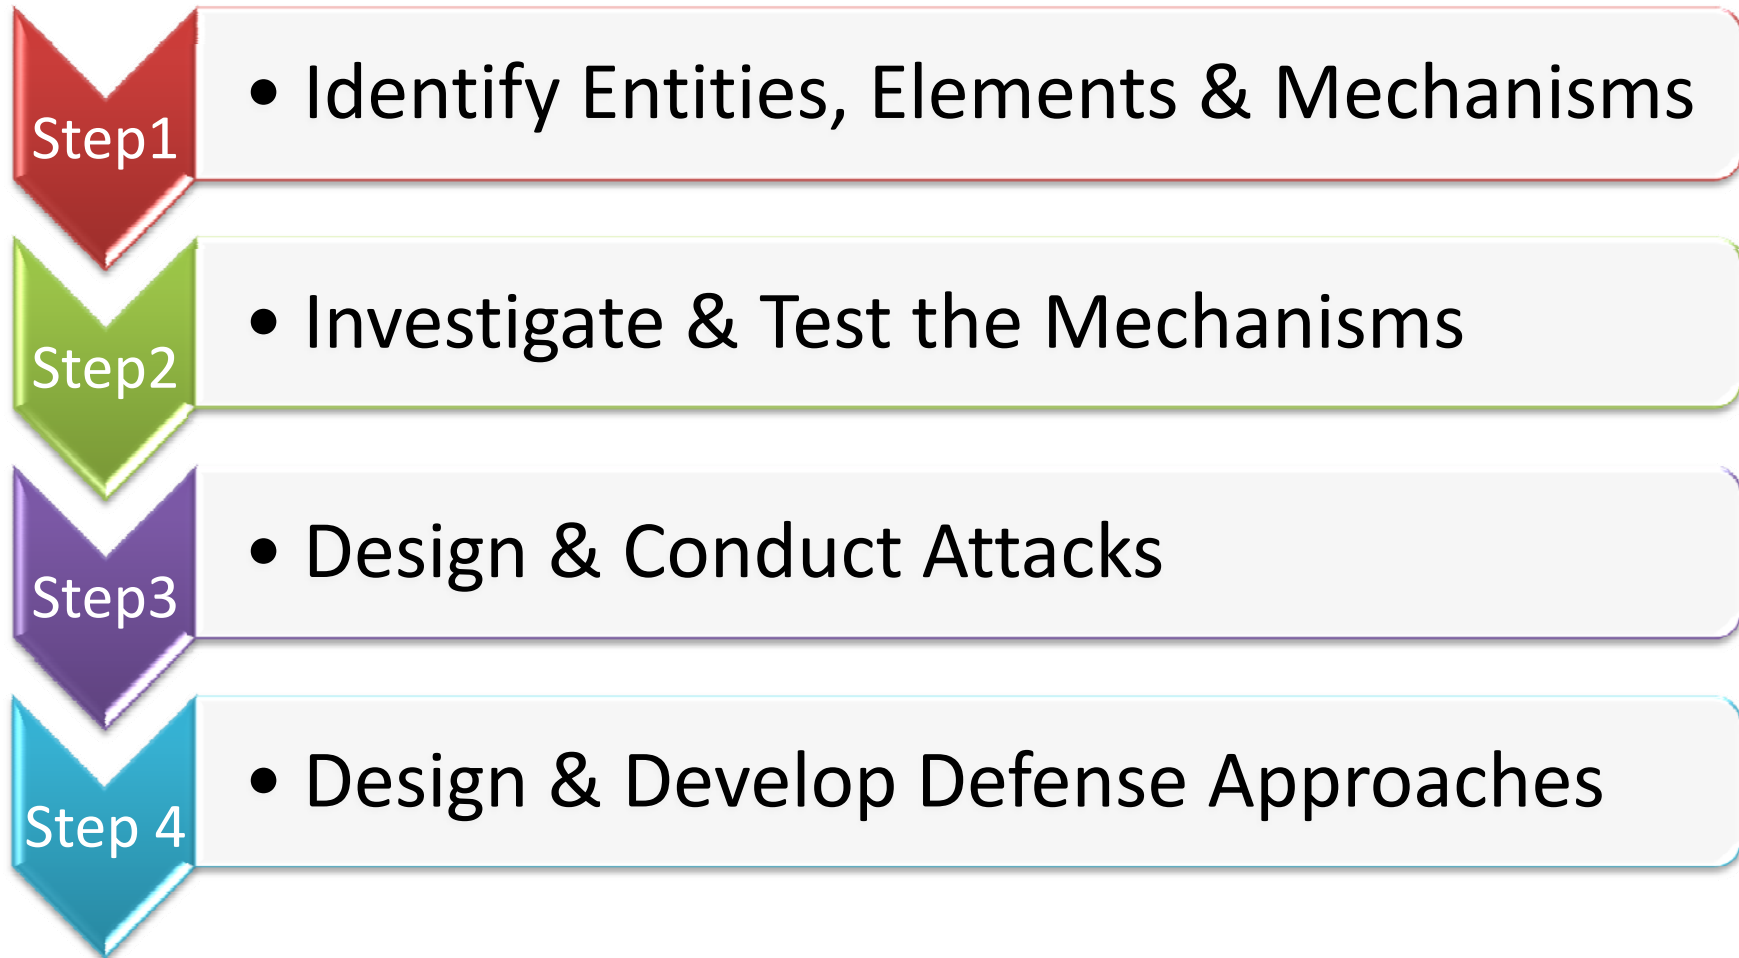 Step1
• Identify Entities, Elements & Mechanisms
Step2
• Investigate & Test the Mechanisms
Step3
• Design & Conduct Attacks
Step 4
• Design & Develop Defense Approaches